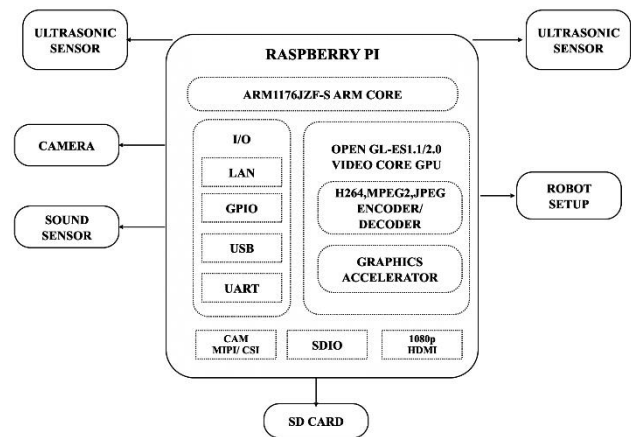 ULTRASONIC
SENSOR
ULTRASONIC
SENSOR
RASPBERRY PI
ARM1176JZF-S ARM CORE
CAMERA
SOUND
SENSOR
I/O
LAN
GPIO
USB
UART
OPEN GL-ES1.1/2.0
VIDEO CORE GPU
H264,MPEG2,JPEG
ENCODER/
DECODER
GRAPHICS
ACCELERATOR
ROBOT
SETUP
CAM
MIPI/ CSI
SDIO
1080p
HDMI
SD CARD